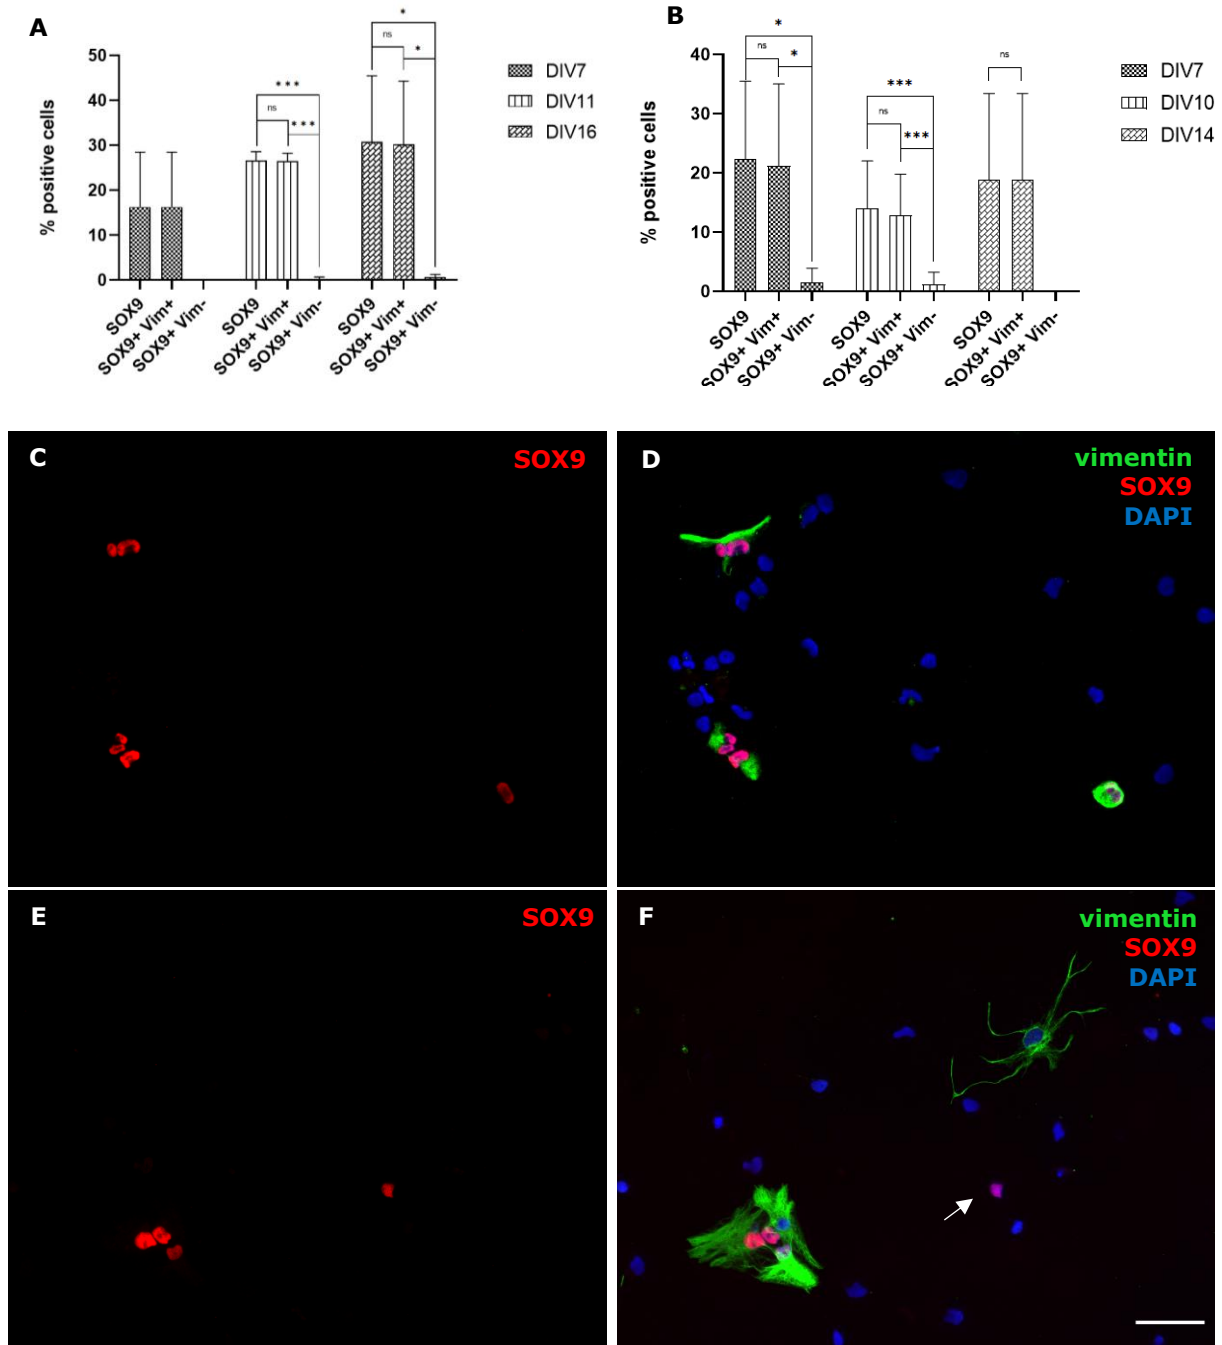 A
% positive cells
50
40
30
20
10
0
ns
***
ns
***
*
ns
*
SOX9
SOX9+ Vim+
SOX9+ Vim-
SOX9
SOX9+ Vim+
SOX9+ Vim-
SOX9
SOX9+ Vim+
SOX9+ Vim-
DIV7
DIV11
DIV16
B
% positive cells
40
30
20
10
0
*
ns
*
***
ns
***
ns
SOX9
SOX9+ Vim+
SOX9+ Vim-
SOX9
SOX9+ Vim+
SOX9+ Vim-
SOX9
SOX9+ Vim+
SOX9+ Vim-
DIV7
DIV10
DIV14
C
SOX9
D
vimentin
SOX9
DAPI
E
SOX9
F
vimentin
SOX9
DAPI